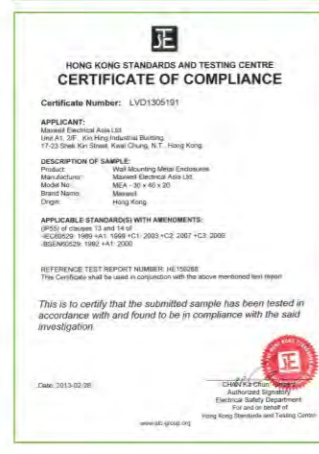 HONG KONG STANDARDS AND TESTING CENTRE
CERTIFICATE OF COMPLIANCE
Certificate Number: LVD1305191
APPLICANT:
Maxwell Electrical Asia Ltd.
Unit A1, 2/F., Kin Hing Industrial Building,
17-23 Shek Kin Street, Kwai Chung, N.T., Hong Kong
DESCRIPTION OF SAMPLE:
Product: Wall Mounting Metal Enclosures
Manufacturer: Maxwell Electrical Asia Ltd.
Model No.: MEA - 30 x 40 x 20
Brand Name: Maxwell
Origin: Hong Kong
APPLICABLE STANDARD(S) WITH AMENDMENTS:
(IP55) of clauses 13 and 14 of
-IEC60529: 1989 +A1: 1999 +C1: 2003 +C2: 2007 +C3: 2009
-BSEN60529: 1992 +A1: 2000
REFERENCE TEST REPORT NUMBER: HE150288
This Certificate shall be used in conjunction with the above mentioned test report
This is to certify that the submitted sample has been tested in
accordance with and found to be in compliance with the said
investigation.
Date: 2013-02-28
CHAN Ka Chun
Authorized Signatory
Electrical Safety Department
For and on behalf of
Hong Kong Standards and Testing Centre